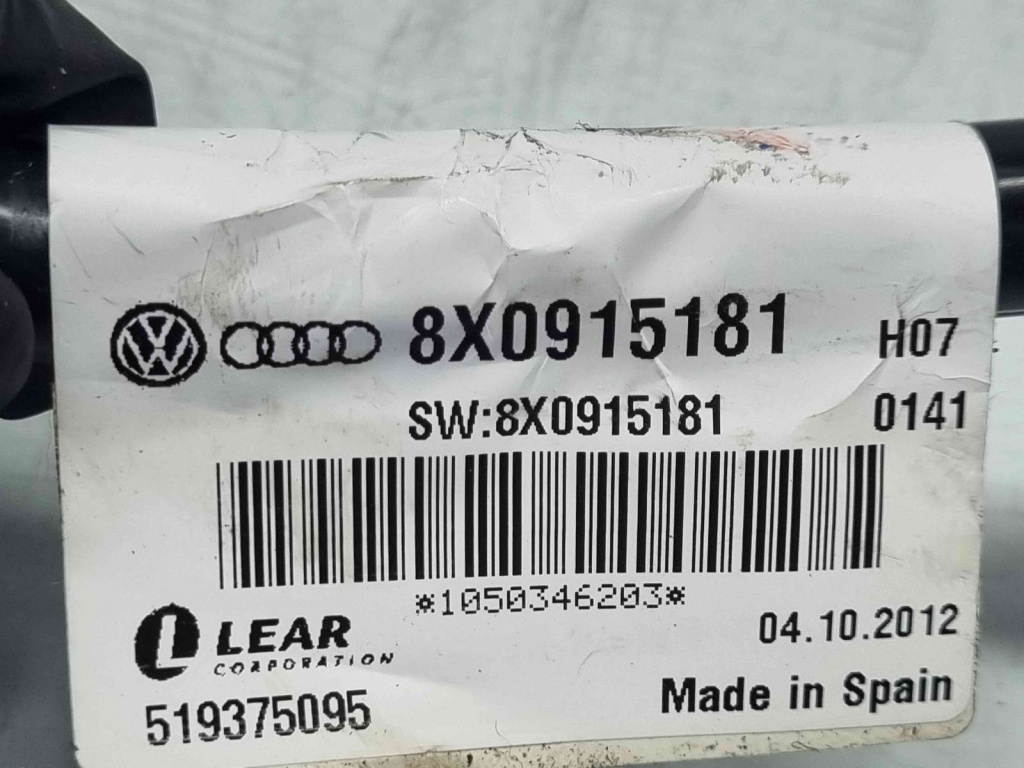 8X0915181 H07
SW:8X0915181 0141
*1050346203*
LEAR
CORPORATION
04.10.2012
519375095
Made in Spain